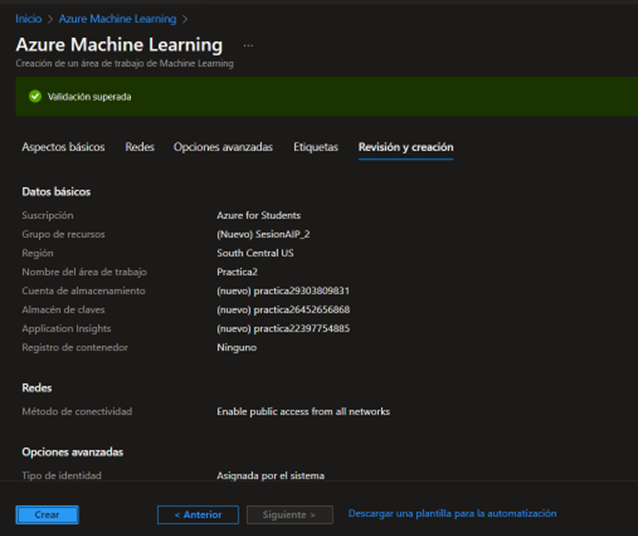 Inicio > Azure Machine Learning >
Azure Machine Learning ...
Creación de un área de trabajo de Machine Learning
Validación superada
Aspectos básicos Redes Opciones avanzadas Etiquetas Revisión y creación
Datos básicos
Suscripción Azure for Students
Grupo de recursos (Nuevo) SesionAIP_2
Región South Central US
Nombre del área de trabajo Practica2
Cuenta de almacenamiento (nuevo) practica29303809831
Almacén de claves (nuevo) practica26452656868
Application Insights (nuevo) practica22397754885
Registro de contenedor Ninguno
Redes
Método de conectividad Enable public access from all networks
Opciones avanzadas
Tipo de identidad Asignada por el sistema
Crear < Anterior Siguiente > Descargar una plantilla para la automatización